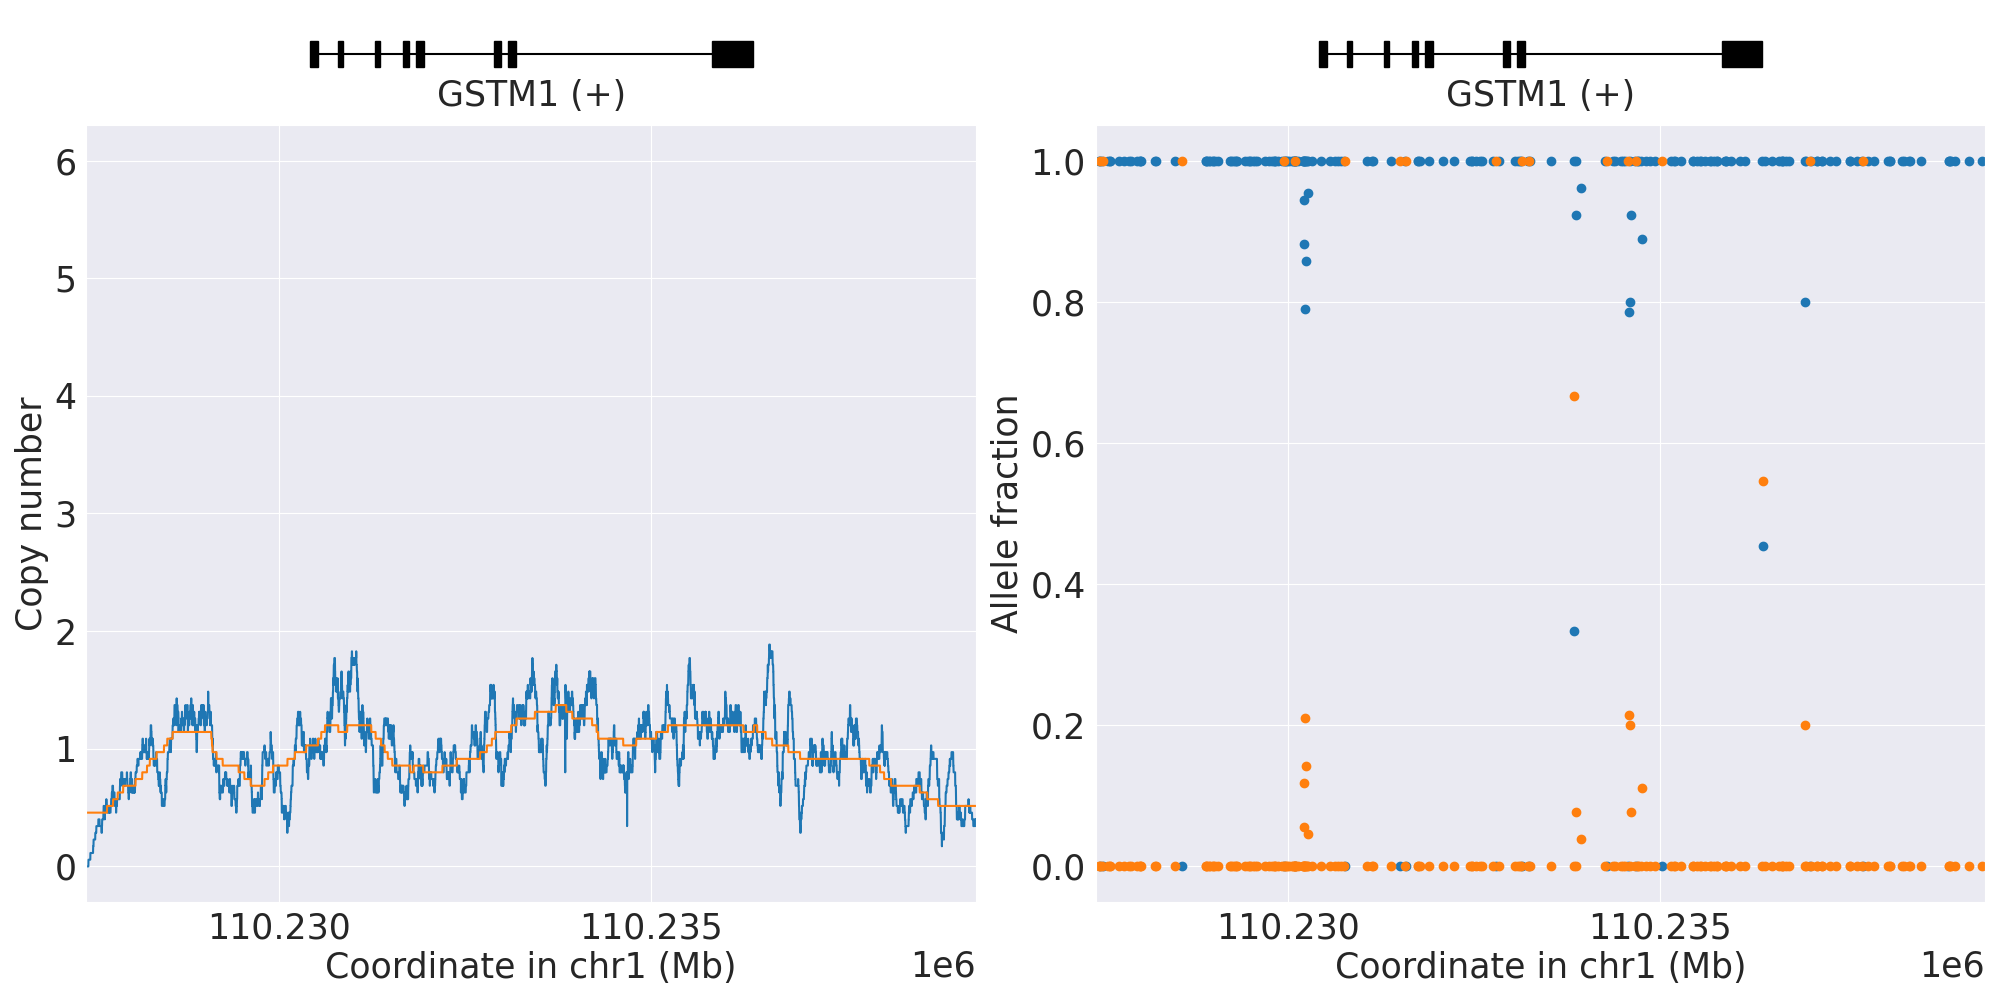 GSTM1 (+)
6
5
4
3
2
1
0
Copy number
110.230
110.235
Coordinate in chr1 (Mb)
1e6
GSTM1 (+)
1.0
0.8
0.6
0.4
0.2
0.0
Allele fraction
110.230
110.235
Coordinate in chr1 (Mb)
1e6